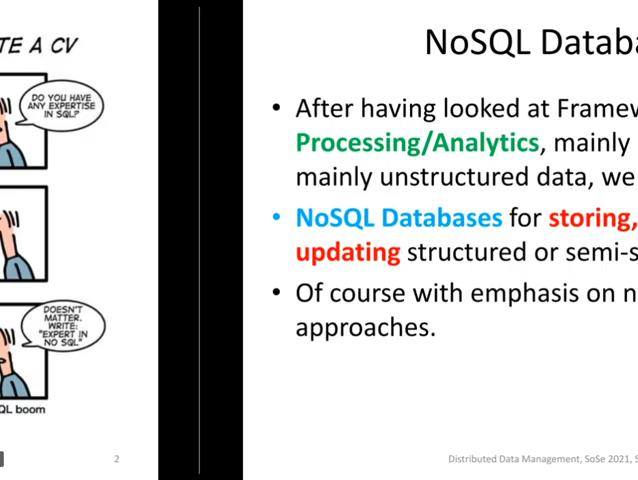 TE A CV
DO YOU HAVE
ANY EXPERTISE
IN SQL?
DOESN'T
MATTER.
WRITE:
"EXPERT IN
NO SQL"
QL boom
2
NoSQL Databa
• After having looked at Framew
Processing/Analytics, mainly
mainly unstructured data, we
• NoSQL Databases for storing,
updating structured or semi-s
• Of course with emphasis on n
approaches.
Distributed Data Management, SoSe 2021, S